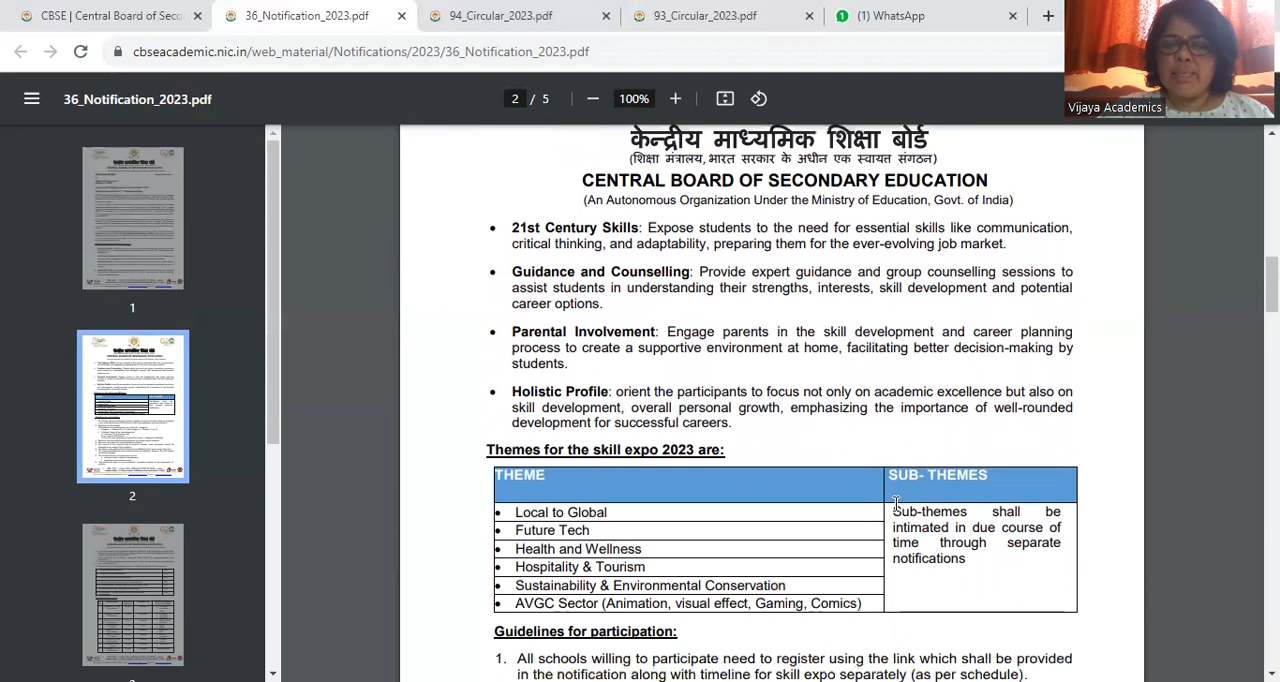 CBSE | Central Board of Seco
36_Notification_2023.pdf
94_Circular_2023.pdf
93_Circular_2023.pdf
(1) WhatsApp
cbseacademic.nic.in/web_material/Notifications/2023/36_Notification_2023.pdf
36_Notification_2023.pdf
2 / 5
100%
Vijaya Academics
1
2
केन्द्रीय माध्यमिक शिक्षा बोर्ड
(शिक्षा मंत्रालय, भारत सरकार के अधीन एक स्वायत संगठन)
CENTRAL BOARD OF SECONDARY EDUCATION
(An Autonomous Organization Under the Ministry of Education, Govt. of India)
• 21st Century Skills: Expose students to the need for essential skills like communication,
critical thinking, and adaptability, preparing them for the ever-evolving job market.
• Guidance and Counselling: Provide expert guidance and group counselling sessions to
assist students in understanding their strengths, interests, skill development and potential
career options.
• Parental Involvement: Engage parents in the skill development and career planning
process to create a supportive environment at home facilitating better decision-making by
students.
• Holistic Profile: orient the participants to focus not only on academic excellence but also on
skill development, overall personal growth, emphasizing the importance of well-rounded
development for successful careers.
Themes for the skill expo 2023 are:
THEME
SUB- THEMES
• Local to Global
• Future Tech
• Health and Wellness
• Hospitality & Tourism
• Sustainability & Environmental Conservation
• AVGC Sector (Animation, visual effect, Gaming, Comics)
Sub-themes shall be
intimated in due course of
time through separate
notifications
Guidelines for participation:
1. All schools willing to participate need to register using the link which shall be provided
in the notification along with timeline for skill expo separately (as per schedule).